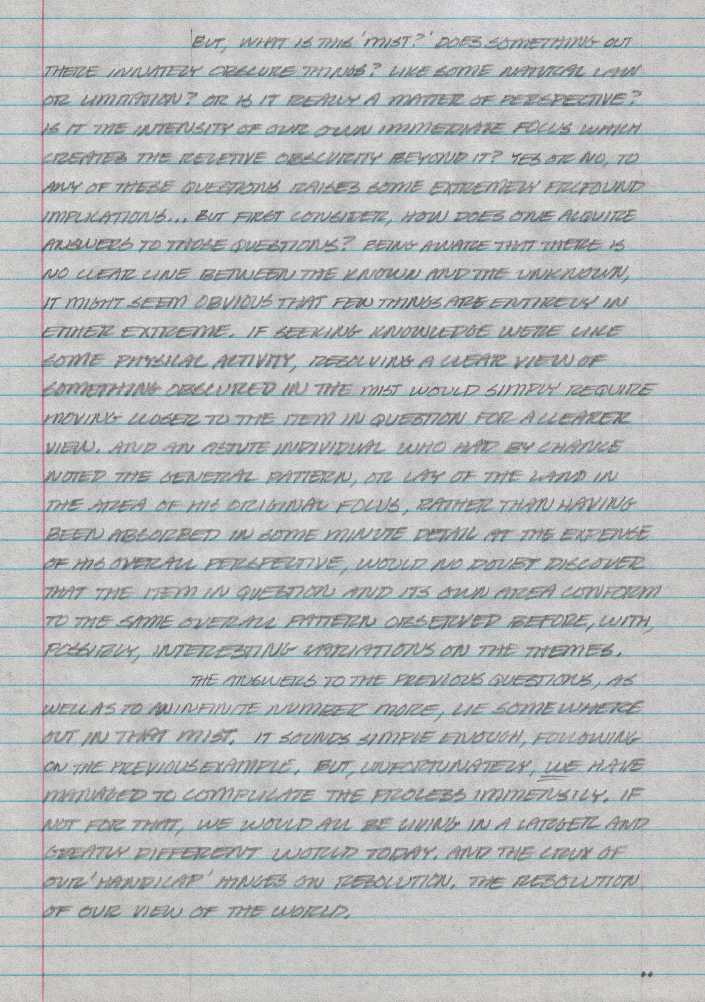 BUT, WHAT IS THIS 'MIST?' DOES SOMETHING OUT
THERE INNATELY OBSCURE THINGS? LIKE SOME NATURAL LAW
OR LIMITATION? OR IS IT REALLY A MATTER OF PERSPECTIVE?
IS IT THE INTENSITY OF OUR OWN IMMEDIATE FOCUS WHICH
CREATES THE RELETIVE OBSCURITY BEYOND IT? YES OR NO, TO
ANY OF THESE QUESTIONS RAISES SOME EXTREMELY PROFOUND
IMPLICATIONS... BUT FIRST CONSIDER, HOW DOES ONE ACQUIRE
ANSWERS TO THOSE QUESTIONS? BEING AWARE THAT THERE IS
NO CLEAR LINE BETWEEN THE KNOWN AND THE UNKNOWN,
IT MIGHT SEEM OBVIOUS THAT FEW THINGS ARE ENTIRELY IN
EITHER EXTREME. IF SEEKING KNOWLEDGE WERE LIKE
SOME PHYSICAL ACTIVITY, RESOLVING A CLEAR VIEW OF
SOMETHING OBSCURED IN THE MIST WOULD SIMPLY REQUIRE
MOVING CLOSER TO THE ITEM IN QUESTION FOR A CLEARER
VIEW. AND AN ASTUTE INDIVIDUAL WHO HAD BY CHANCE
NOTED THE GENERAL PATTERN, OR LAY OF THE LAND IN
THE AREA OF HIS ORIGINAL FOCUS, RATHER THAN HAVING
BEEN ABSORBED IN SOME MINUTE DETAIL AT THE EXPENSE
OF HIS OVERALL PERSPECTIVE, WOULD NO DOUBT DISCOVER
THAT THE ITEM IN QUESTION AND ITS OWN AREA CONFORM
TO THE SAME OVERALL PATTERN OBSERVED BEFORE, WITH,
POSSIBLY, INTERESTING VARIATIONS ON THE THEMES.
THE ANSWERS TO THE PREVIOUS QUESTIONS, AS
WELL AS TO AN INFINITE NUMBER MORE, LIE SOMEWHERE
OUT IN THAT MIST. IT SOUNDS SIMPLE ENOUGH, FOLLOWING
ON THE PREVIOUS EXAMPLE. BUT, UNFORTUNATELY, WE HAVE
MANAGED TO COMPLICATE THE PROCESS IMMENSILY. IF
NOT FOR THAT, WE WOULD ALL BE LIVING IN A LARGER AND
GREATLY DIFFERENT WORLD TODAY. AND THE CRUX OF
OUR 'HANDICAP' HINGES ON RESOLUTION. THE RESOLUTION
OF OUR VIEW OF THE WORLD.